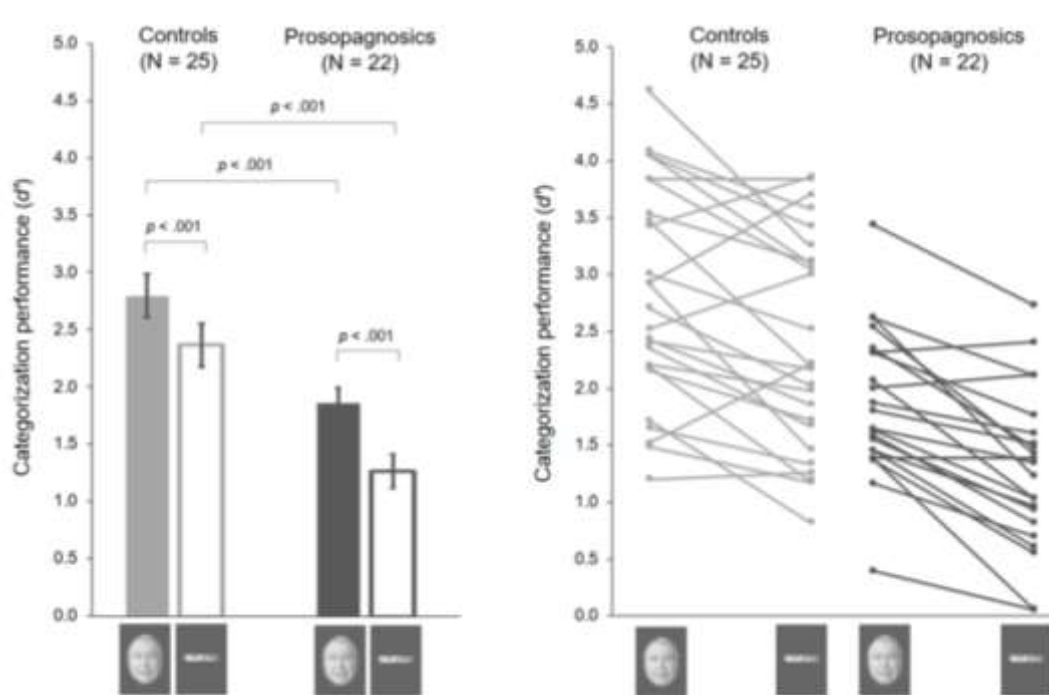 Controls
(N = 25)
Prosopagnosics
(N = 22)
Categorization performance (d')
5.0
4.5
4.0
3.5
3.0
2.5
2.0
1.5
1.0
0.5
0.0
p < .001
p < .001
p < .001
p < .001
Controls
(N = 25)
Prosopagnosics
(N = 22)
Categorization performance (d')
5.0
4.5
4.0
3.5
3.0
2.5
2.0
1.5
1.0
0.5
0.0